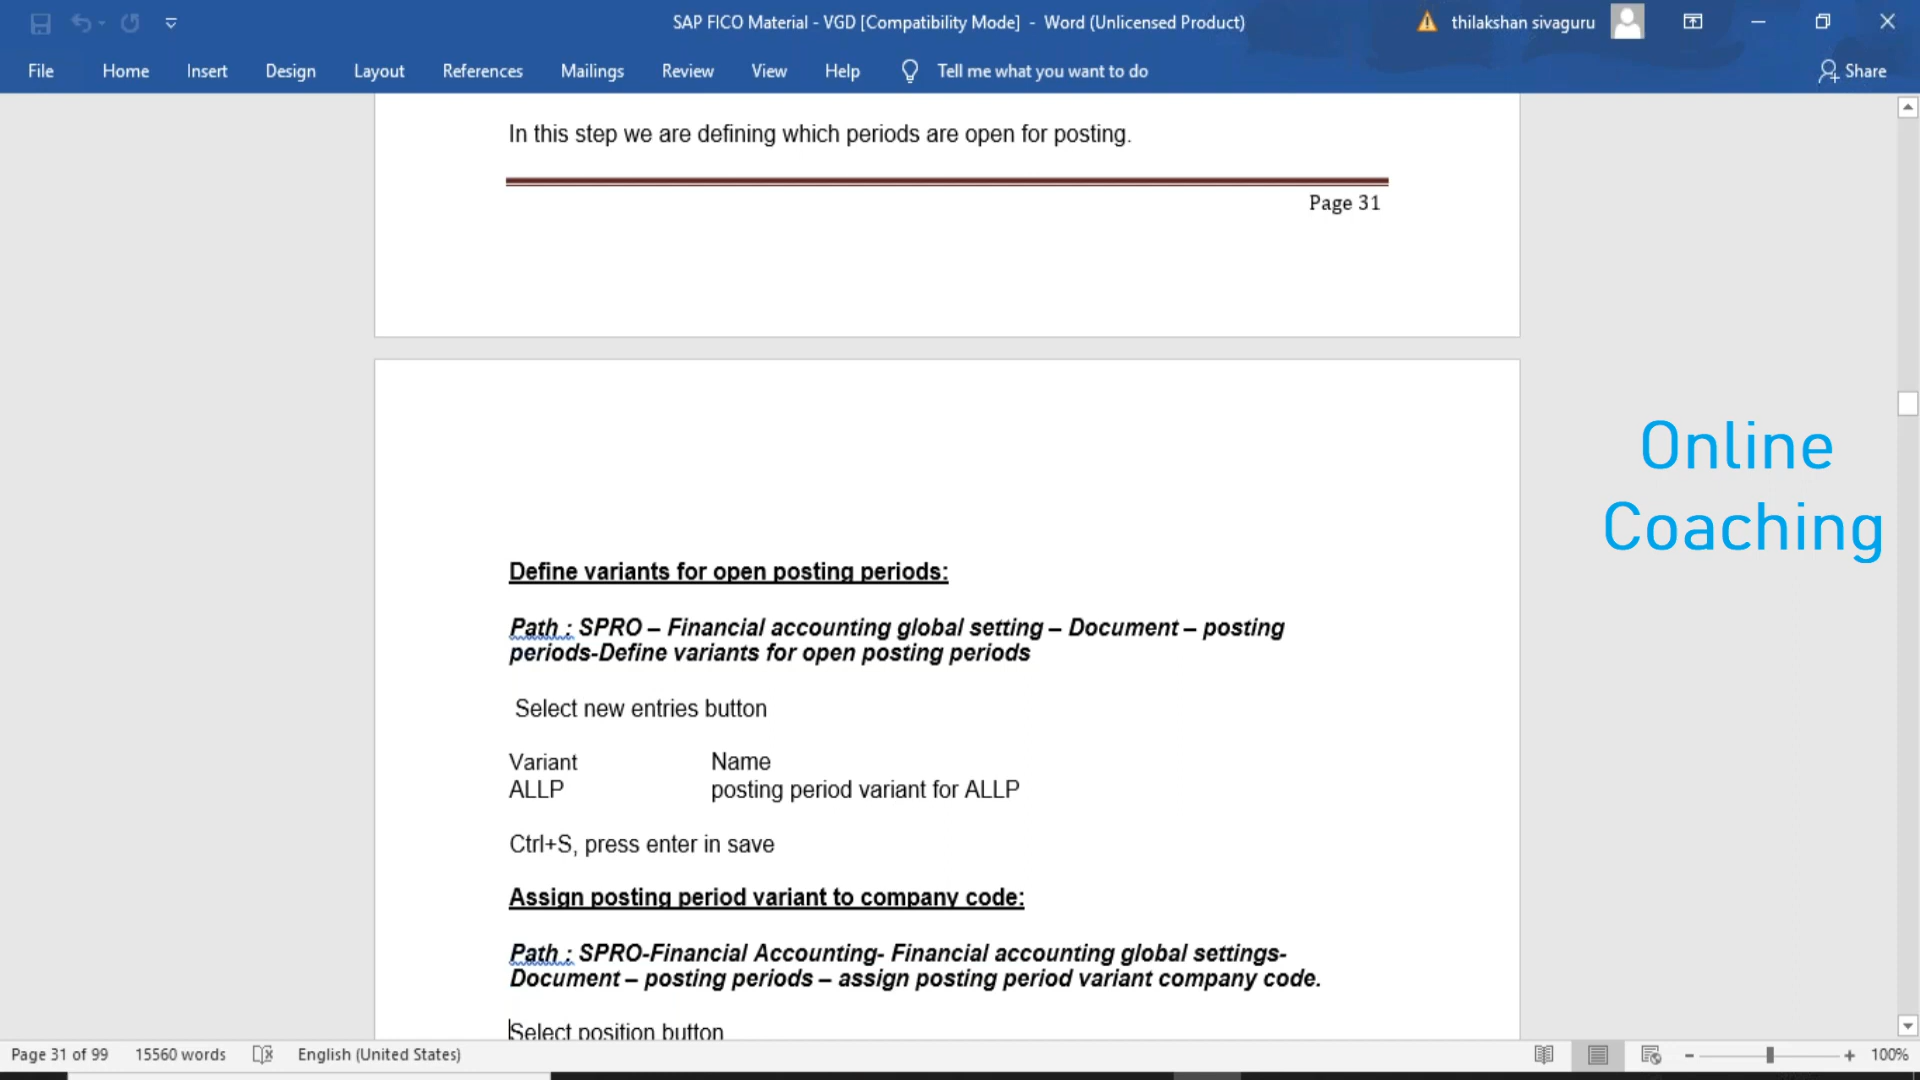 SAP FICO Material - VGD [Compatibility Mode] - Word (Unlicensed Product)
thilakshan sivaguru
File Home Insert Design Layout References Mailings Review View Help Tell me what you want to do Share
In this step we are defining which periods are open for posting.
Page 31
Online
Coaching
Define variants for open posting periods:
Path : SPRO – Financial accounting global setting – Document – posting
periods-Define variants for open posting periods
Select new entries button
Variant Name
ALLP posting period variant for ALLP
Ctrl+S, press enter in save
Assign posting period variant to company code:
Path : SPRO-Financial Accounting- Financial accounting global settings-
Document – posting periods – assign posting period variant company code.
Select position button
Page 31 of 99 15560 words English (United States) 100%